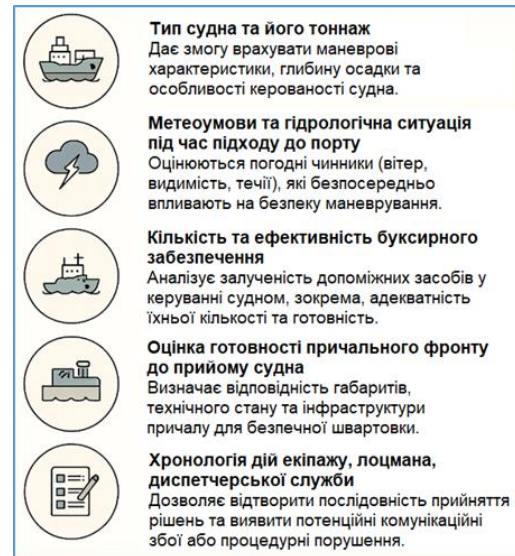 Тип судна та його тоннаж
Дає змогу врахувати маневрові
характеристики, глибину осадки та
особливості керованості судна.
Метеоумови та гідрологічна ситуація
під час підходу до порту
Оцінюються погодні чинники (вітер,
видимість, течії), які безпосередньо
впливають на безпеку маневрування.
Кількість та ефективність буксирного
забезпечення
Аналізує залученість допоміжних засобів у
керуванні судном, зокрема, адекватність
їхньої кількості та готовність.
Оцінка готовності причального фронту
до прийому судна
Визначає відповідність габаритів,
технічного стану та інфраструктури
причалу для безпечної швартовки.
Хронологія дій екіпажу, лоцмана,
диспетчерської служби
Дозволяє відтворити послідовність прийняття
рішень та виявити потенційні комунікаційні
збої або процедурні порушення.